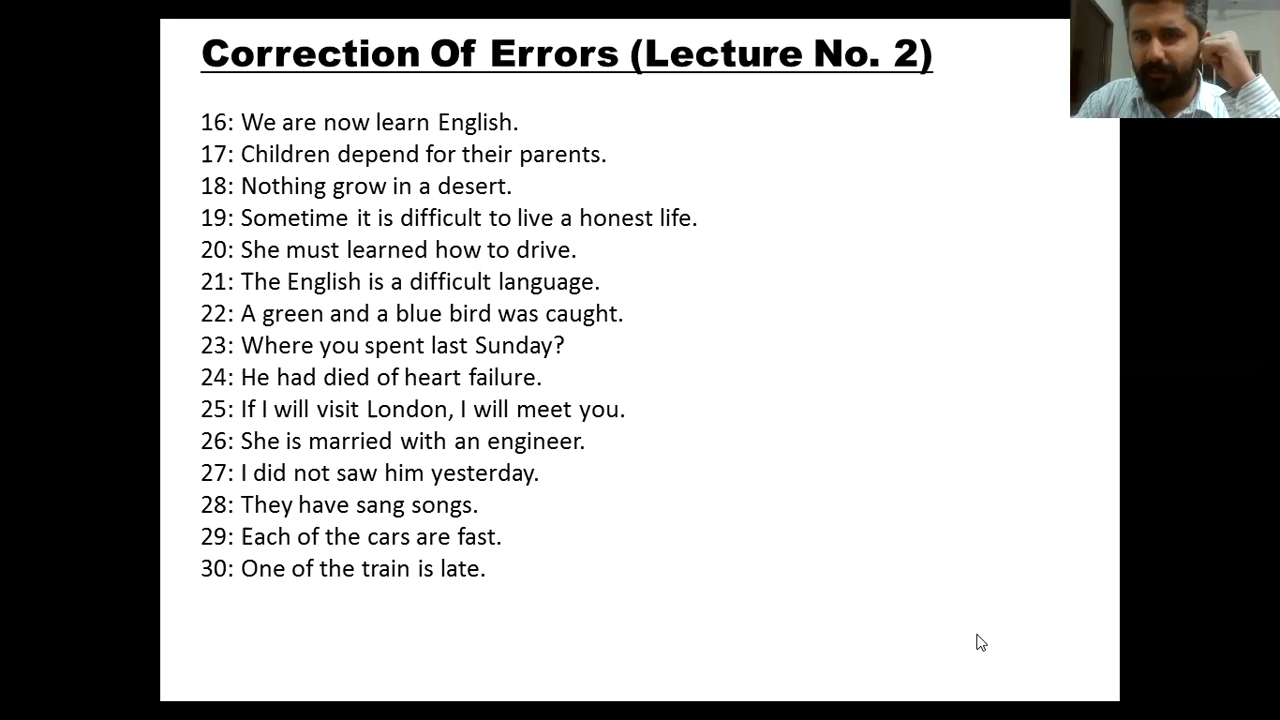 Correction Of Errors (Lecture No. 2)
16: We are now learn English.
17: Children depend for their parents.
18: Nothing grow in a desert.
19: Sometime it is difficult to live a honest life.
20: She must learned how to drive.
21: The English is a difficult language.
22: A green and a blue bird was caught.
23: Where you spent last Sunday?
24: He had died of heart failure.
25: If I will visit London, I will meet you.
26: She is married with an engineer.
27: I did not saw him yesterday.
28: They have sang songs.
29: Each of the cars are fast.
30: One of the train is late.